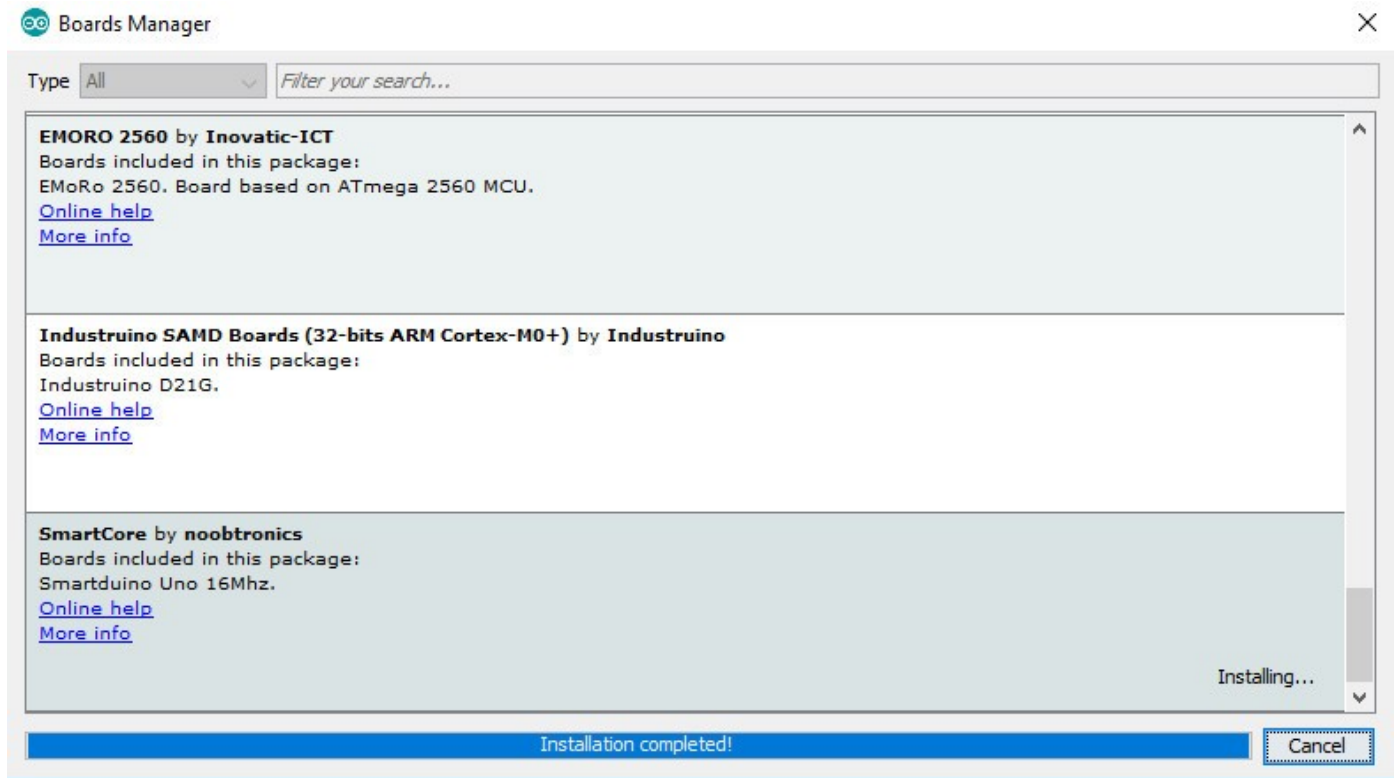 Boards Manager
Type All Filter your search...
EMORO 2560 by Inovatic-ICT
Boards included in this package:
EMoRo 2560. Board based on ATmega 2560 MCU.
Online help
More info
Industruino SAMD Boards (32-bits ARM Cortex-M0+) by Industruino
Boards included in this package:
Industruino D21G.
Online help
More info
SmartCore by noobtronics
Boards included in this package:
Smartduino Uno 16Mhz.
Online help
More info
Installing...
Installation completed! Cancel